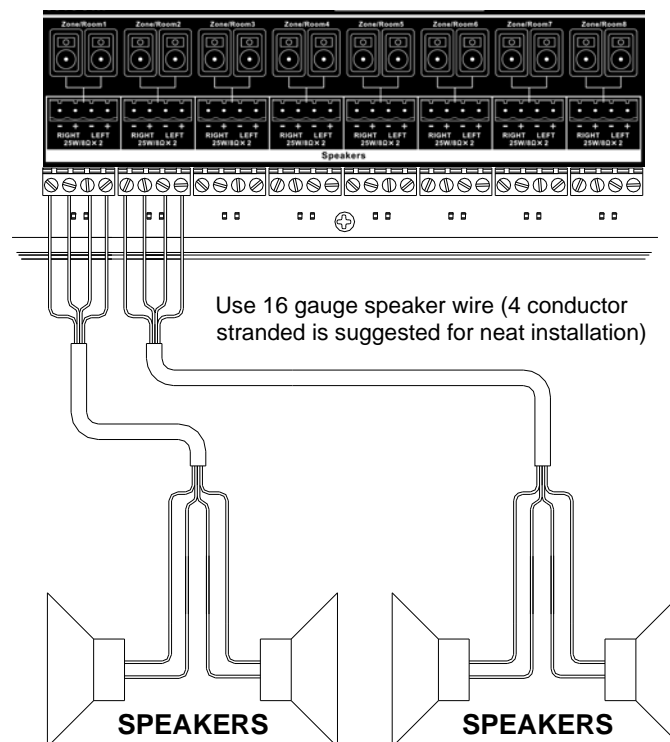 Zone/Room1 Zone/Room2 Zone/Room3 Zone/Room4 Zone/Room5 Zone/Room6 Zone/Room7 Zone/Room8
- + - + - + - + - + - + - + - + - + - + - + - + - + - + - + - +
RIGHT LEFT RIGHT LEFT RIGHT LEFT RIGHT LEFT RIGHT LEFT RIGHT LEFT RIGHT LEFT RIGHT LEFT
25W/8Ω×2 25W/8Ω×2 25W/8Ω×2 25W/8Ω×2 25W/8Ω×2 25W/8Ω×2 25W/8Ω×2 25W/8Ω×2
Speakers
Use 16 gauge speaker wire (4 conductor
stranded is suggested for neat installation)
SPEAKERS SPEAKERS